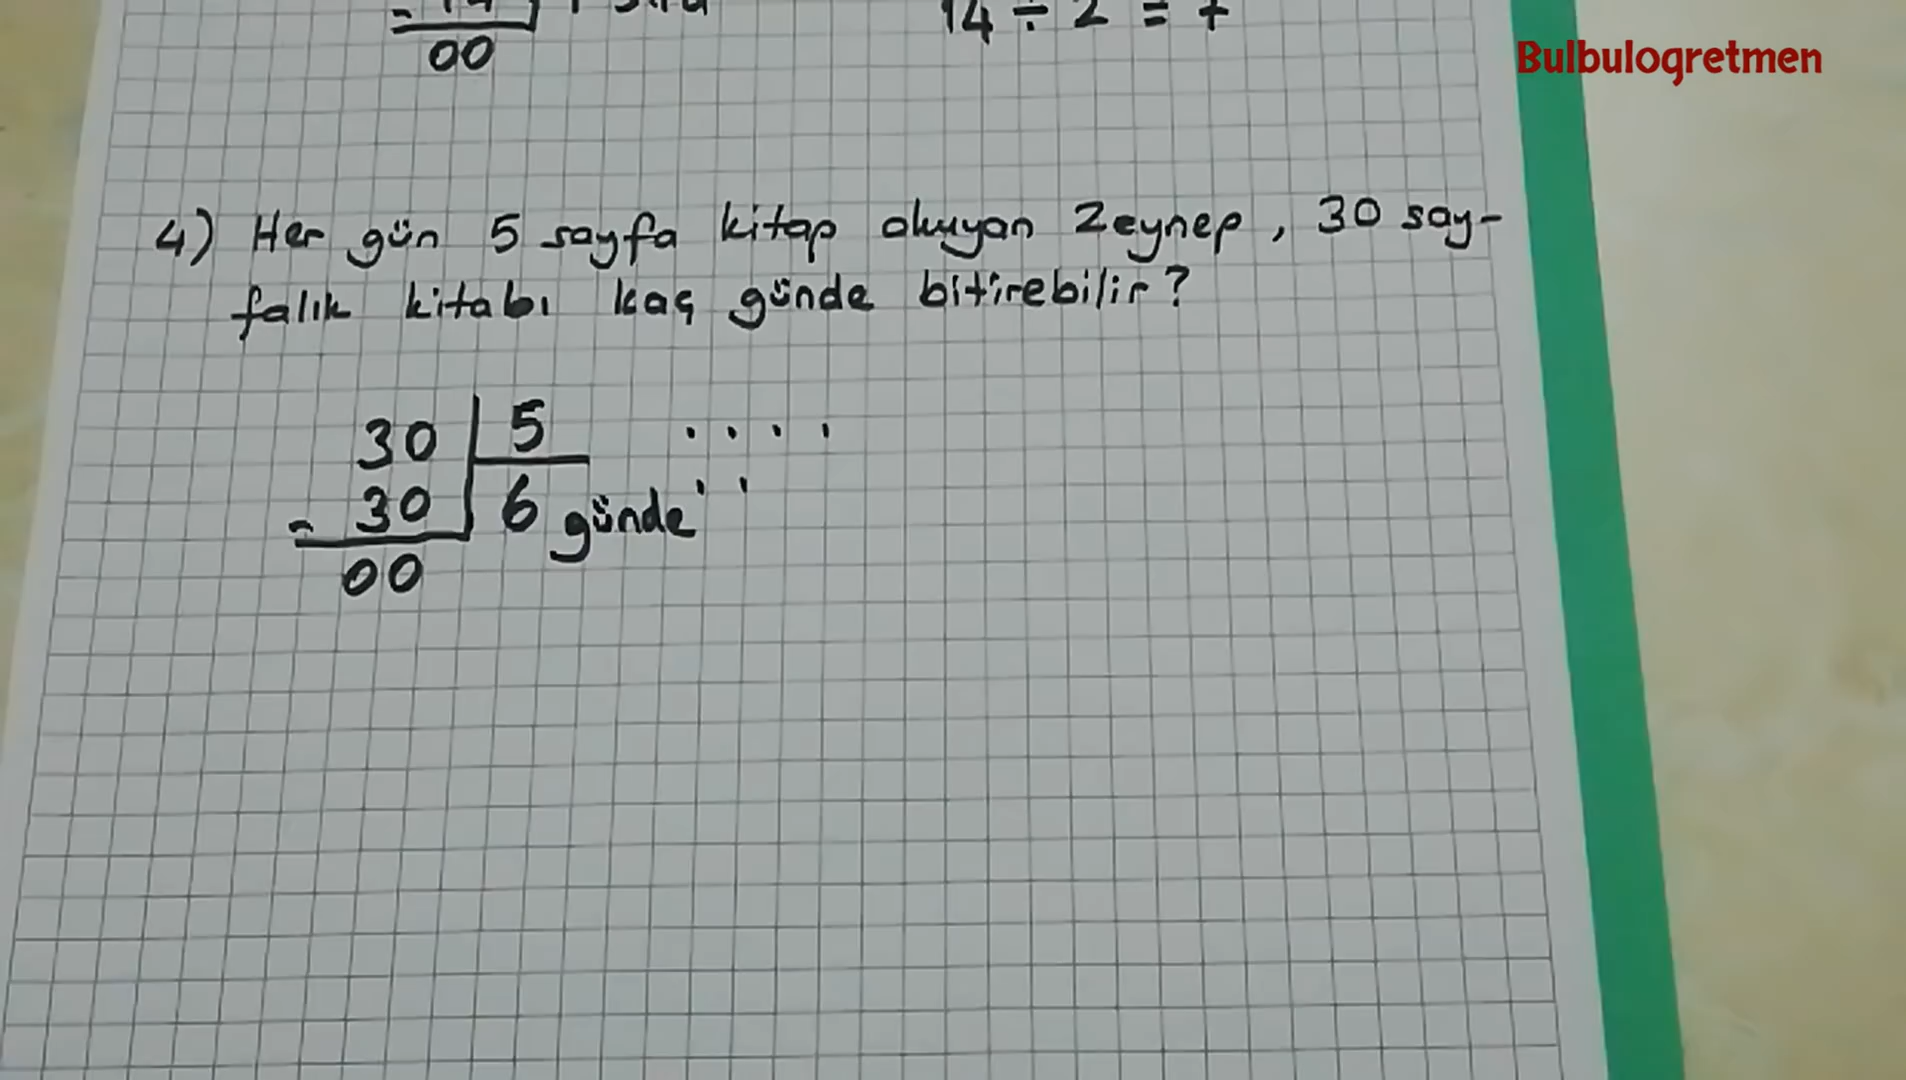 00
14 ÷ 2 = 7
Bulbulogretmen
4) Her gün 5 sayfa kitap okuyan Zeynep, 30 say-
falık kitabı kaç günde bitirebilir?
30 5
- 30 6 günde
00